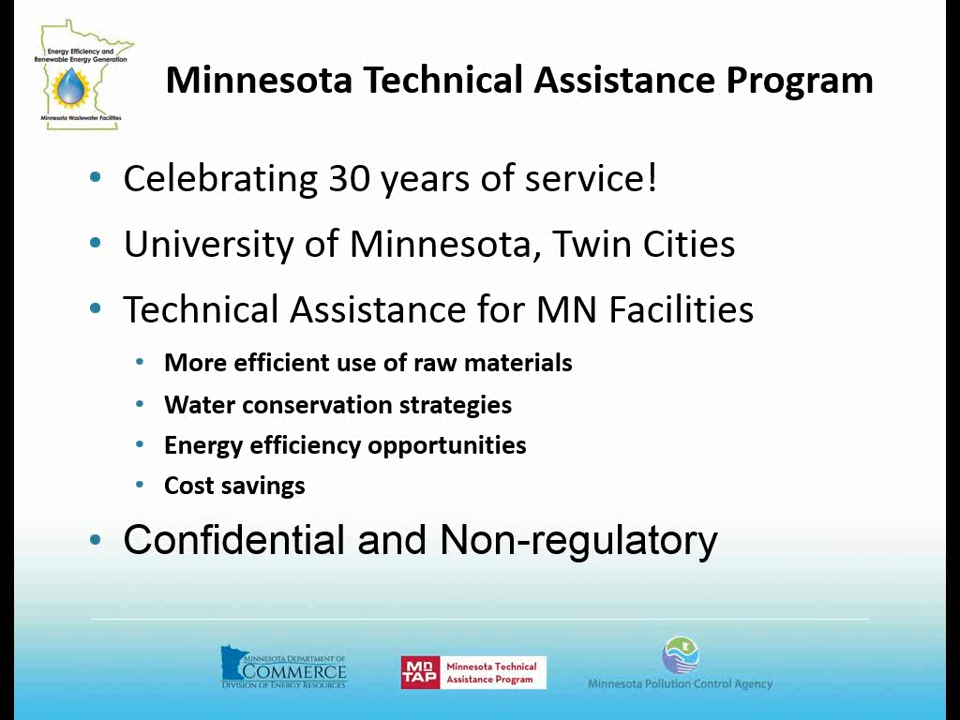 Energy Efficiency and
Renewable Energy Generation
Minnesota Wastewater Facilities
Minnesota Technical Assistance Program
• Celebrating 30 years of service!
• University of Minnesota, Twin Cities
• Technical Assistance for MN Facilities
• More efficient use of raw materials
• Water conservation strategies
• Energy efficiency opportunities
• Cost savings
• Confidential and Non-regulatory
MINNESOTA DEPARTMENT OF
COMMERCE
DIVISION OF ENERGY RESOURCES
MN
TAP
Minnesota Technical
Assistance Program
Minnesota Pollution Control Agency